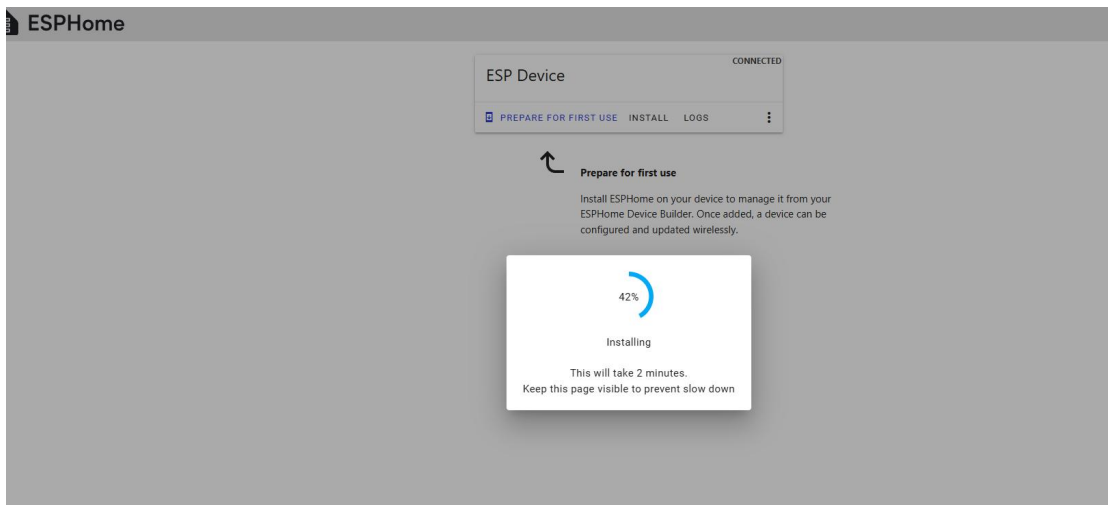 ESPHome
CONNECTED
ESP Device
PREPARE FOR FIRST USE INSTALL LOGS
Prepare for first use
Install ESPHome on your device to manage it from your
ESPHome Device Builder. Once added, a device can be
configured and updated wirelessly.
42%
Installing
This will take 2 minutes.
Keep this page visible to prevent slow down